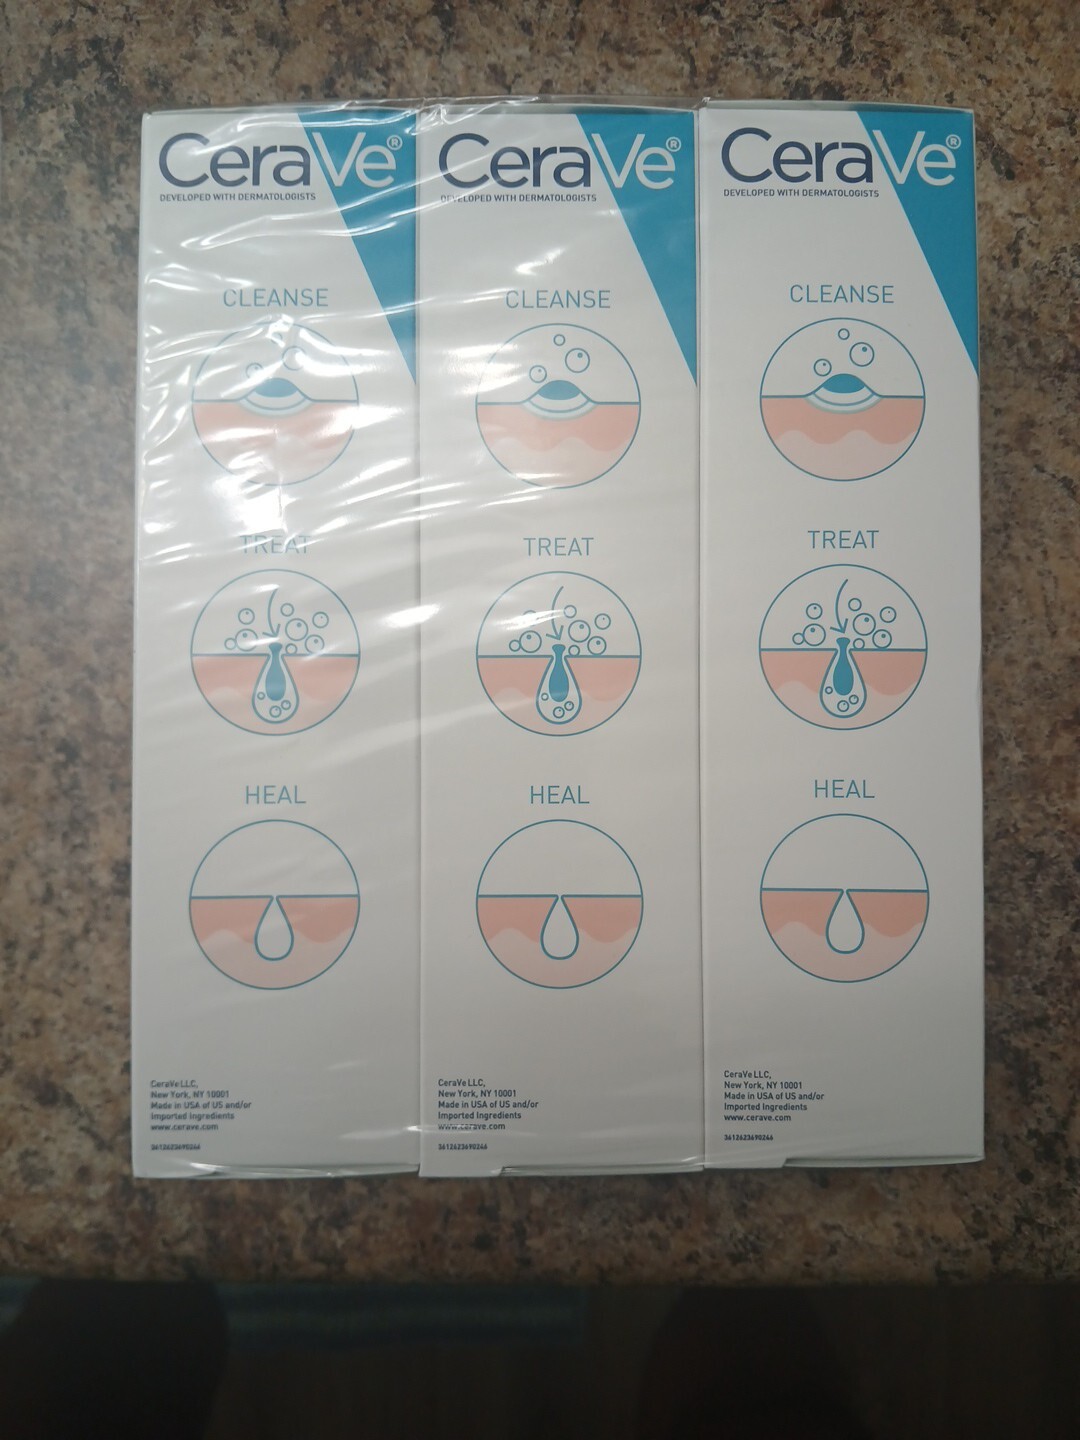 CeraVe®
DEVELOPED WITH DERMATOLOGISTS
CLEANSE
TREAT
HEAL
CeraVe LLC,
New York, NY 10001
Made in USA of US and/or
Imported Ingredients
www.cerave.com
3612623690246
CeraVe®
DEVELOPED WITH DERMATOLOGISTS
CLEANSE
TREAT
HEAL
CeraVe LLC,
New York, NY 10001
Made in USA of US and/or
Imported Ingredients
www.cerave.com
3612623690246
CeraVe®
DEVELOPED WITH DERMATOLOGISTS
CLEANSE
TREAT
HEAL
CeraVe LLC,
New York, NY 10001
Made in USA of US and/or
Imported Ingredients
www.cerave.com
3612623690246